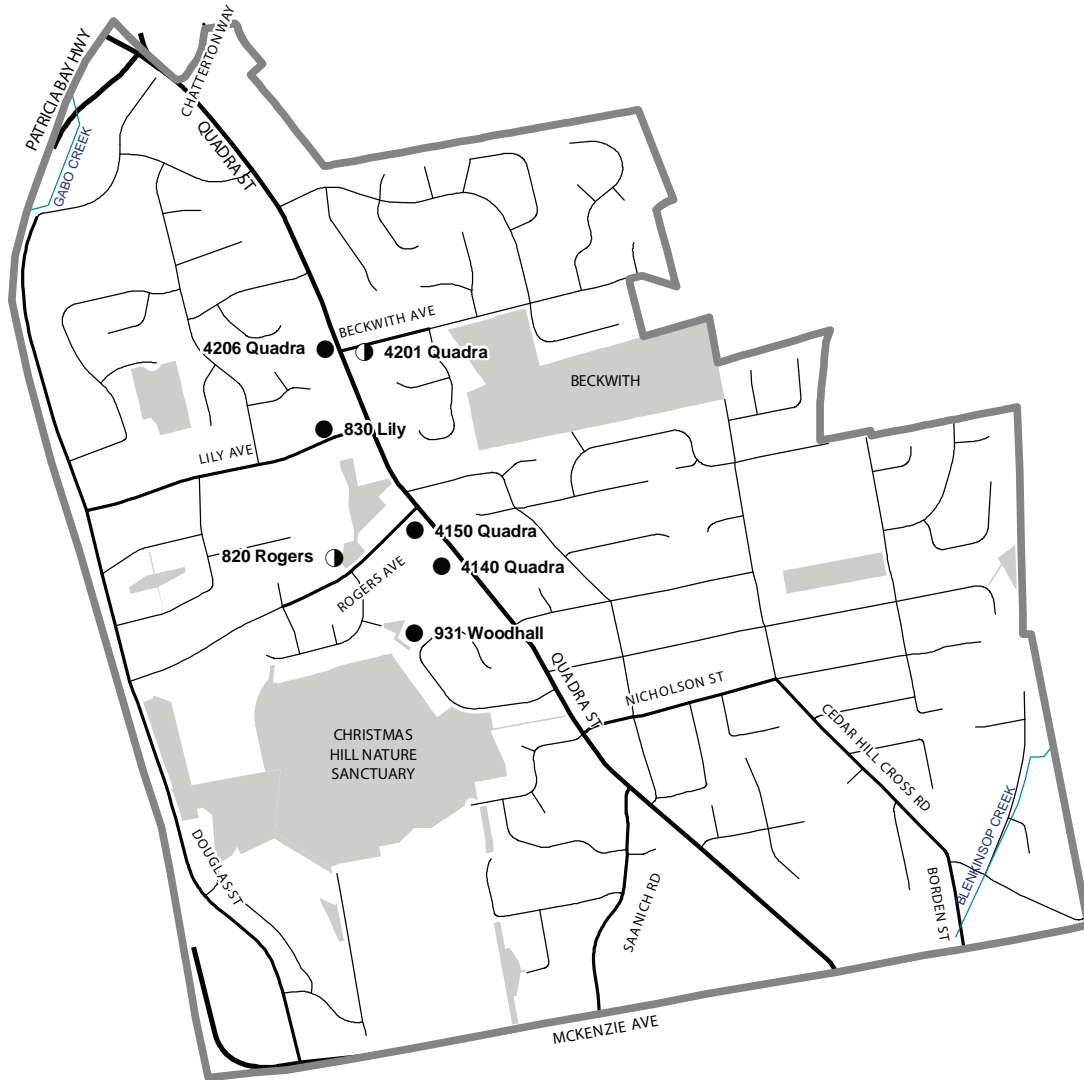 PATRICIA BAY HWY
CHATTERTON WAY
QUADRA ST
GABO CREEK
BECKWITH AVE
4206 Quadra
4201 Quadra
BECKWITH
830 Lily
LILY AVE
4150 Quadra
820 Rogers
4140 Quadra
ROGERS AVE
931 Woodhall
QUADRA ST
NICHOLSON ST
CEDAR HILL CROSS RD
CHRISTMAS
HILL NATURE
SANCTUARY
DOUGLAS ST
SAANICH RD
BORDEN ST
BLENKINSOP CREEK
MCKENZIE AVE